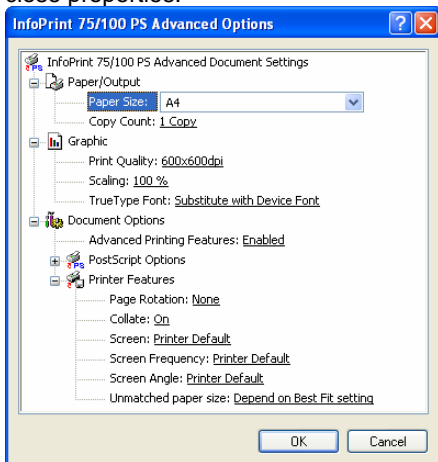 close properties.
InfoPrint 75/100 PS Advanced Options
InfoPrint 75/100 PS Advanced Document Settings
Paper/Output
Paper Size: A4
Copy Count: 1 Copy
Graphic
Print Quality: 600x600dpi
Scaling: 100 %
TrueType Font: Substitute with Device Font
Document Options
Advanced Printing Features: Enabled
PostScript Options
Printer Features
Page Rotation: None
Collate: On
Screen: Printer Default
Screen Frequency: Printer Default
Screen Angle: Printer Default
Unmatched paper size: Depend on Best Fit setting
OK Cancel